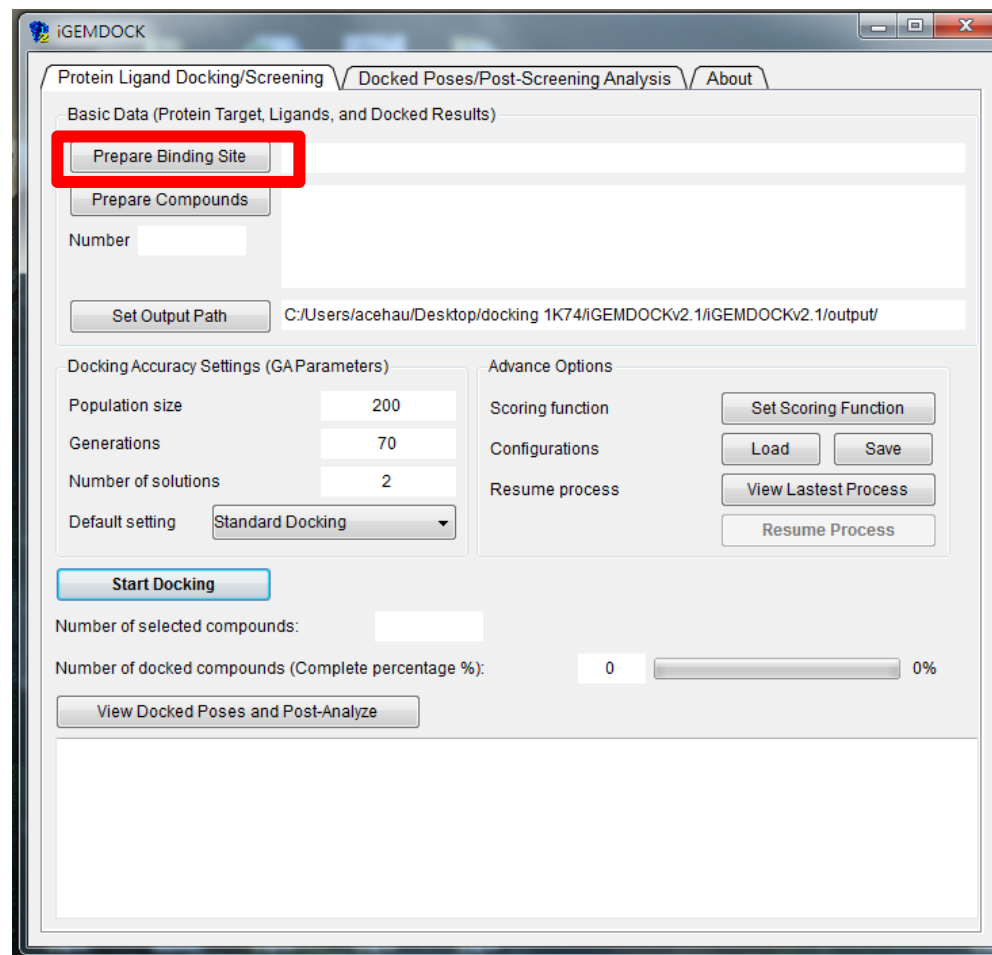 iGEMDOCK
Protein Ligand Docking/Screening Docked Poses/Post-Screening Analysis About
Basic Data (Protein Target, Ligands, and Docked Results)
Prepare Binding Site
Prepare Compounds
Number
Set Output Path C:/Users/acehau/Desktop/docking 1K74/iGEMDOCKv2.1/iGEMDOCKv2.1/output/
Docking Accuracy Settings (GA Parameters) Advance Options
Population size 200 Scoring function Set Scoring Function
Generations 70 Configurations Load Save
Number of solutions 2 Resume process View Lastest Process
Default setting Standard Docking Resume Process
Start Docking
Number of selected compounds:
Number of docked compounds (Complete percentage %): 0 0%
View Docked Poses and Post-Analyze